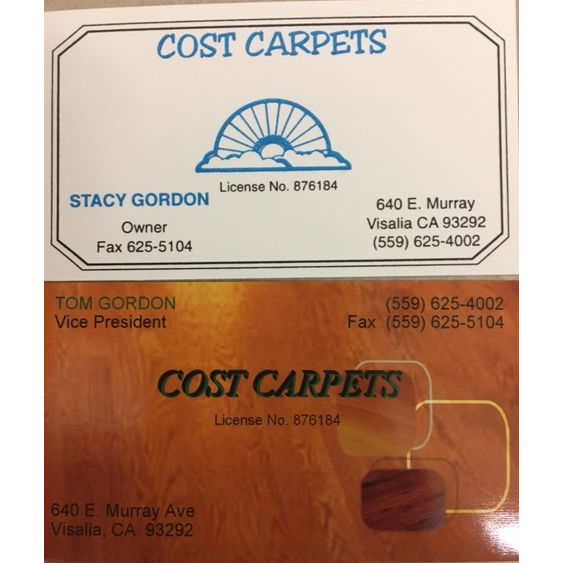 COST CARPETS
License No. 876184
STACY GORDON
Owner
Fax 625-5104
640 E. Murray
Visalia CA 93292
(559) 625-4002
TOM GORDON
Vice President
(559) 625-4002
Fax (559) 625-5104
COST CARPETS
License No. 876184
640 E. Murray Ave
Visalia, CA 93292